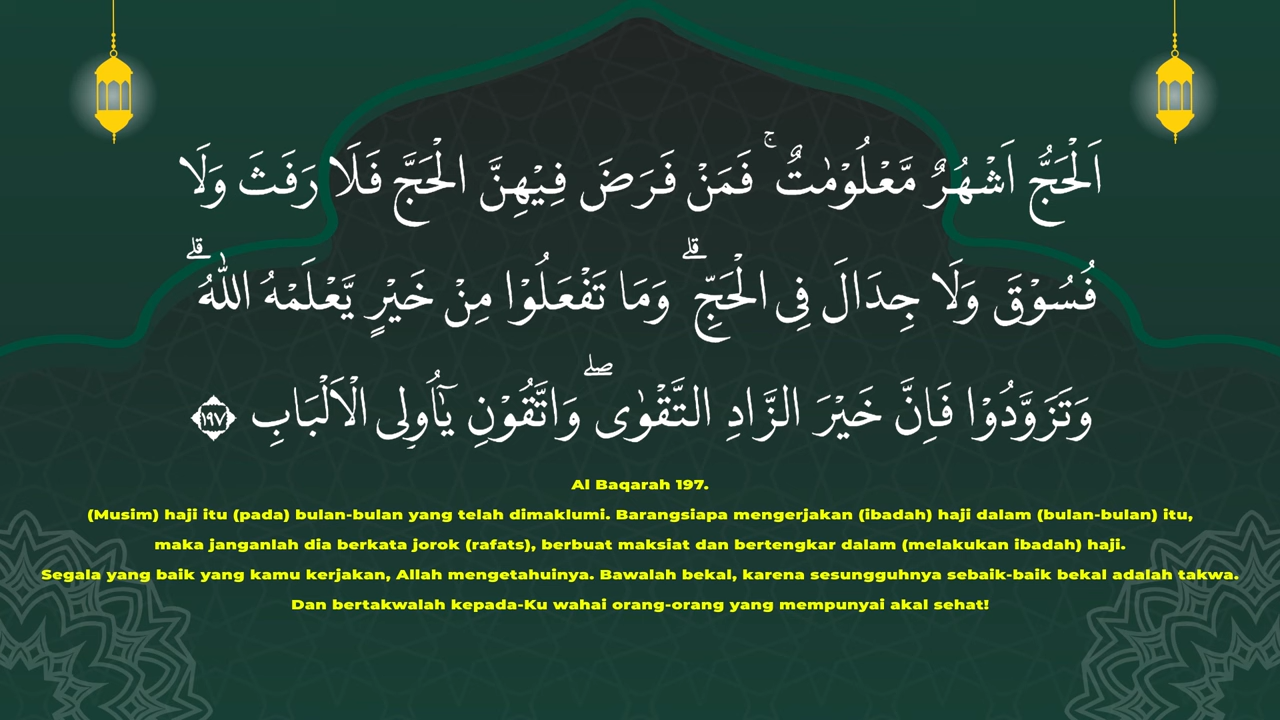 اَلْحَجُّ اَشْهُرٌ مَّعْلُوْمٰتٌ ۚ فَمَنْ فَرَضَ فِيْهِنَّ الْحَجَّ فَلَا رَفَثَ وَلَا
فُسُوْقَ وَلَا جِدَالَ فِى الْحَجِّ ۗ وَمَا تَفْعَلُوْا مِنْ خَيْرٍ يَّعْلَمْهُ اللّٰهُ ۗ
وَتَزَوَّدُوْا فَاِنَّ خَيْرَ الزَّادِ التَّقْوٰىۖ وَاتَّقُوْنِ يٰٓاُولِى الْاَلْبَابِ ١٩٧
Al Baqarah 197.
(Musim) haji itu (pada) bulan-bulan yang telah dimaklumi. Barangsiapa mengerjakan (ibadah) haji dalam (bulan-bulan) itu,
maka janganlah dia berkata jorok (rafats), berbuat maksiat dan bertengkar dalam (melakukan ibadah) haji.
Segala yang baik yang kamu kerjakan, Allah mengetahuinya. Bawalah bekal, karena sesungguhnya sebaik-baik bekal adalah takwa.
Dan bertakwalah kepada-Ku wahai orang-orang yang mempunyai akal sehat!